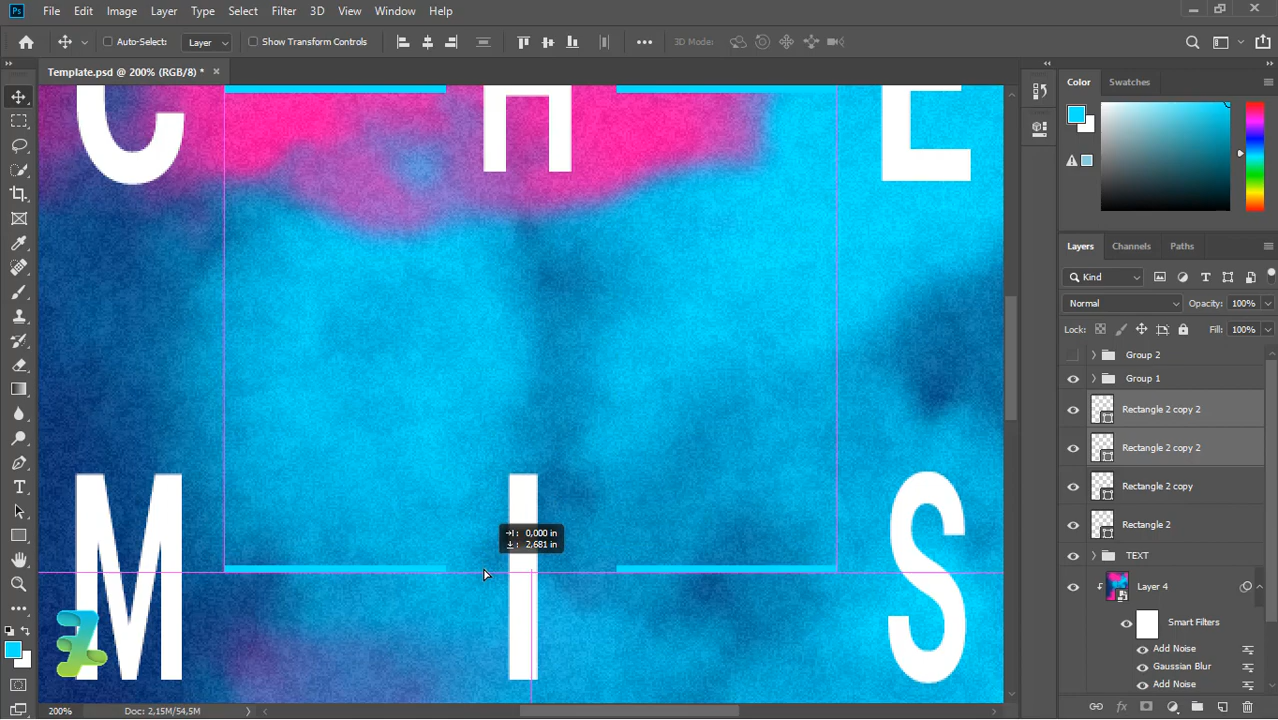 Ps File Edit Image Layer Type Select Filter 3D View Window Help
Auto-Select: Layer Show Transform Controls 3D Mode:
Template.psd @ 200% (RGB/8) *
Color Swatches
Layers Channels Paths
Kind
Normal Opacity: 100%
Lock: Fill: 100%
Group 2
Group 1
Rectangle 2 copy 2
Rectangle 2 copy 2
Rectangle 2 copy
Rectangle 2
TEXT
Layer 4
Smart Filters
Add Noise
Gaussian Blur
Add Noise
C H E
M I S
0,000 in
2,681 in
200% Doc: 2,15M/54,5M